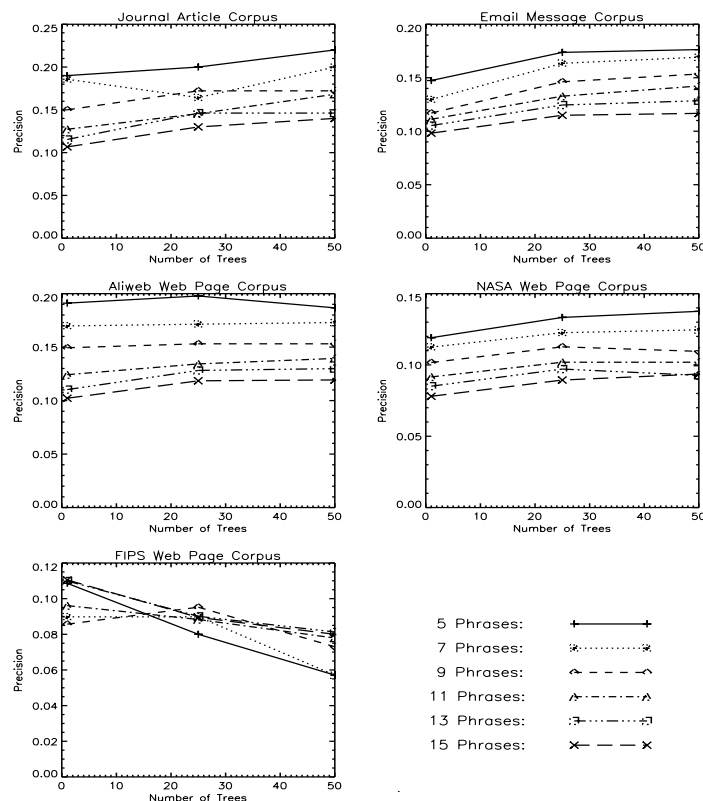 Journal Article Corpus
0.25
0.20
0.15
0.10
0.05
0.00
Precision
0 10 20 30 40 50
Number of Trees
Email Message Corpus
0.20
0.15
0.10
0.05
0.00
Precision
0 10 20 30 40 50
Number of Trees
Aliweb Web Page Corpus
0.20
0.15
0.10
0.05
0.00
Precision
0 10 20 30 40 50
Number of Trees
NASA Web Page Corpus
0.15
0.10
0.05
0.00
Precision
0 10 20 30 40 50
Number of Trees
FIPS Web Page Corpus
0.12
0.10
0.08
0.06
0.04
0.02
0.00
Precision
0 10 20 30 40 50
Number of Trees
5 Phrases:
7 Phrases:
9 Phrases:
11 Phrases:
13 Phrases:
15 Phrases: